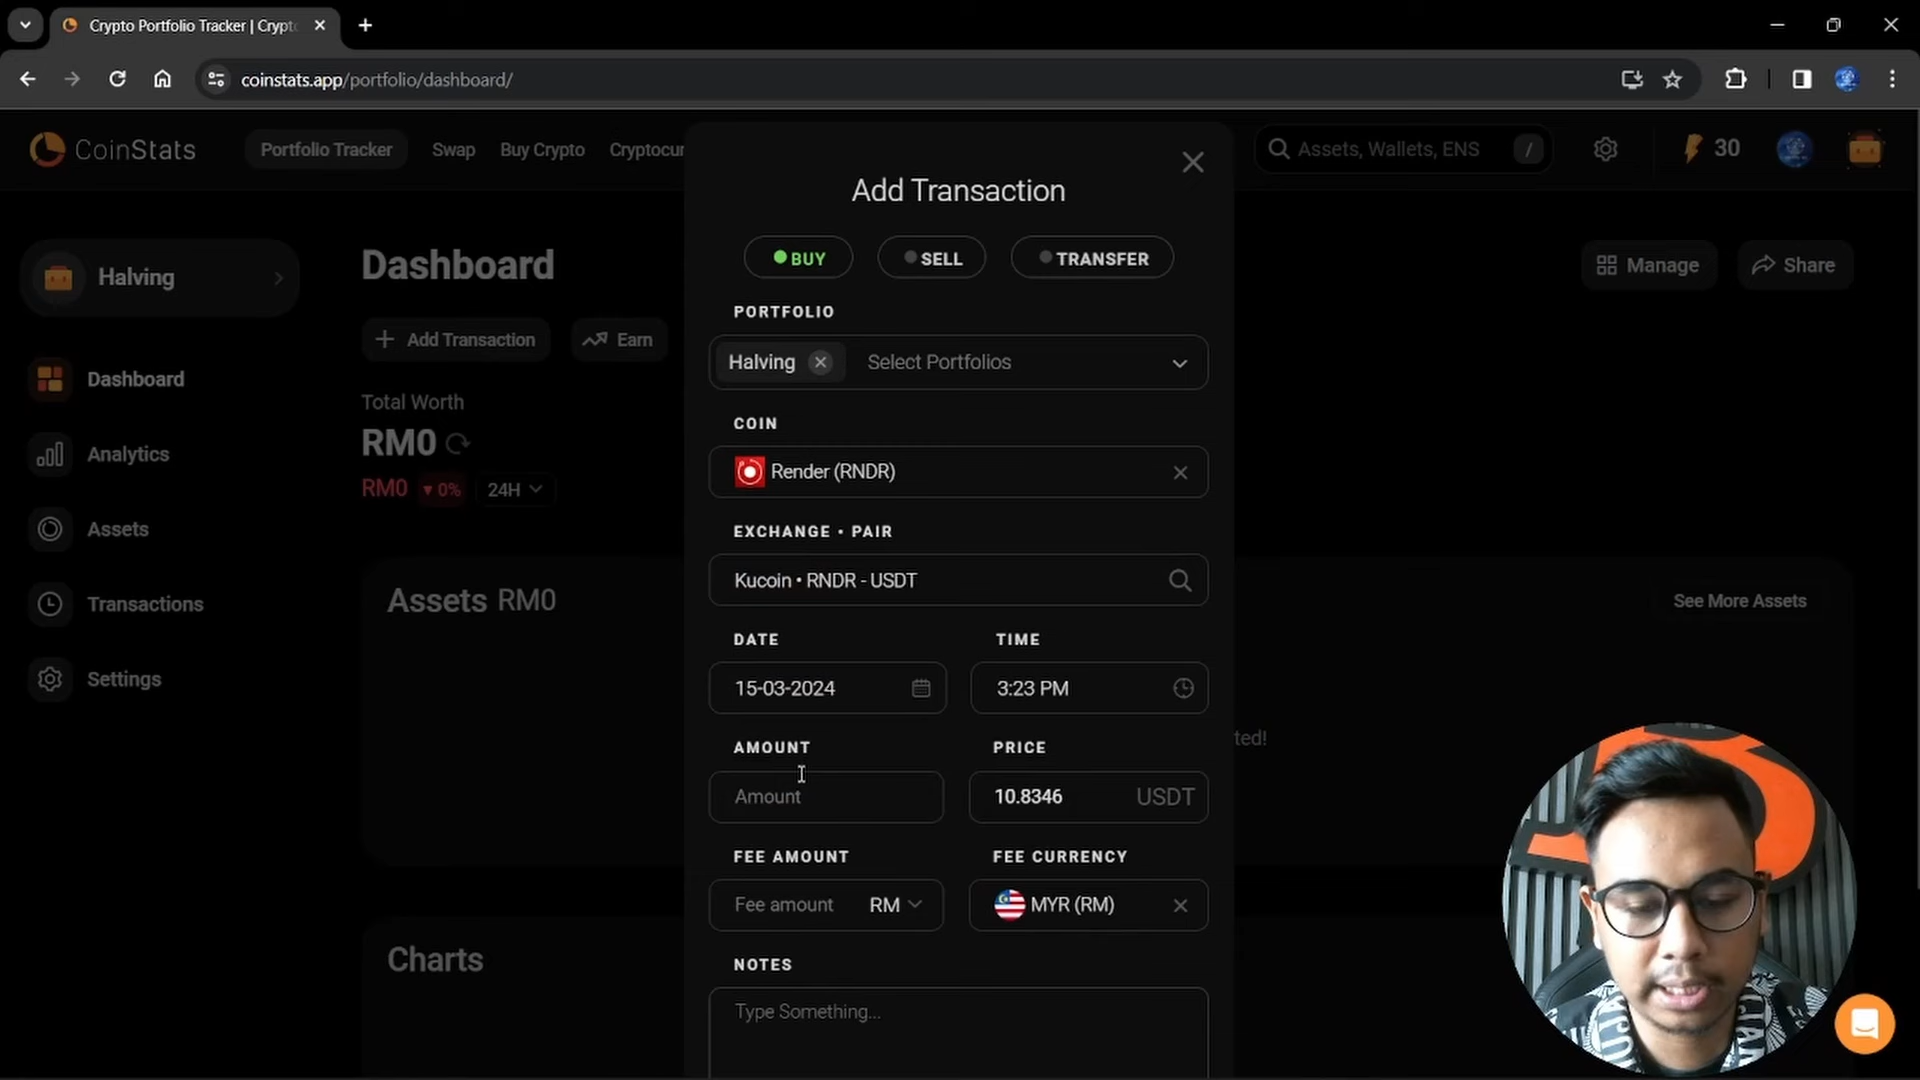 Crypto Portfolio Tracker | Crypt
coinstats.app/portfolio/dashboard/
CoinStats
Portfolio Tracker
Swap
Buy Crypto
Cryptocur
Assets, Wallets, ENS
/
30
Add Transaction
BUY
SELL
TRANSFER
Halving
Dashboard
Manage
Share
PORTFOLIO
Add Transaction
Earn
Halving
Select Portfolios
Dashboard
Total Worth
COIN
RM0
Analytics
Render (RNDR)
RM0
0%
24H
Assets
EXCHANGE • PAIR
Kucoin • RNDR - USDT
Transactions
Assets RM0
See More Assets
DATE
TIME
Settings
15-03-2024
3:23 PM
ted!
AMOUNT
PRICE
Amount
10.8346
USDT
FEE AMOUNT
FEE CURRENCY
Fee amount
RM
MYR (RM)
Charts
NOTES
Type Something...